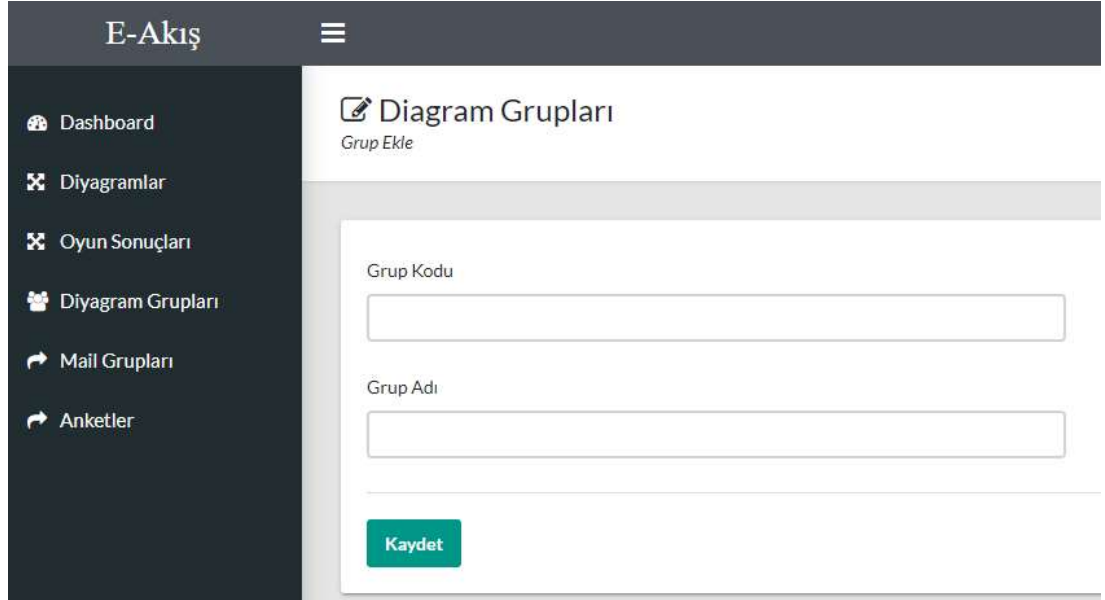 E-Akış
Dashboard
Diyagramlar
Oyun Sonuçları
Diyagram Grupları
Mail Grupları
Anketler
Diagram Grupları
Grup Ekle
Grup Kodu
Grup Adı
Kaydet